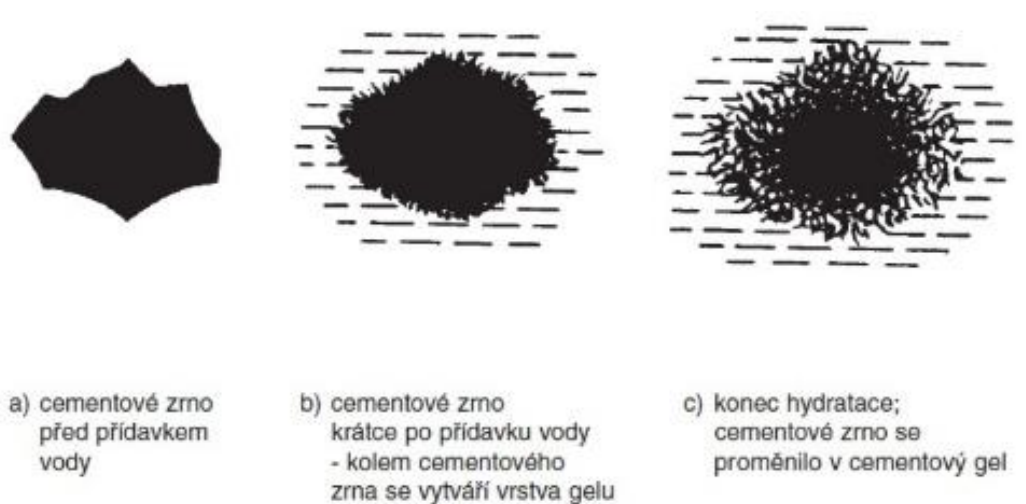 a) cementové zrno
před přídavkem
vody
b) cementové zrno
krátce po přídavku vody
- kolem cementového
zrna se vytváří vrstva gelu
c) konec hydratace;
cementové zrno se
proměnilo v cementový gel